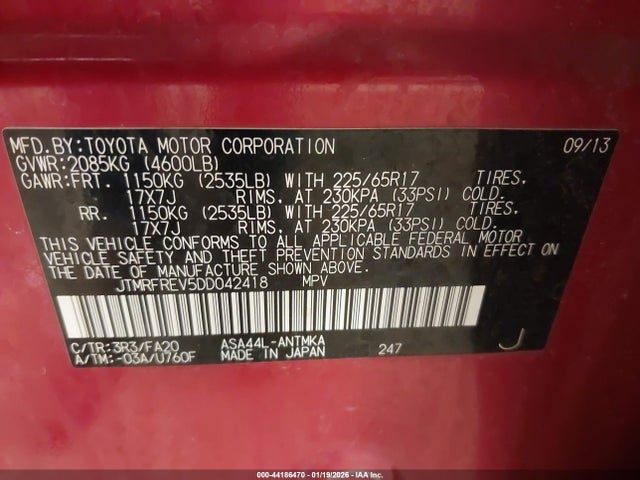 MFD.BY:TOYOTA MOTOR CORPORATION 09/13
GVWR:2085KG (4600LB)
GAWR:FRT. 1150KG (2535LB) WITH 225/65R17 TIRES.
17X7J RIMS. AT 230KPA (33PSI) COLD.
RR. 1150KG (2535LB) WITH 225/65R17 TIRES.
17X7J RIMS. AT 230KPA (33PSI) COLD.
THIS VEHICLE CONFORMS TO ALL APPLICABLE FEDERAL MOTOR
VEHICLE SAFETY AND THEFT PREVENTION STANDARDS IN EFFECT ON
THE DATE OF MANUFACTURE SHOWN ABOVE.
JTMRFREV5DD042418 MPV
C/TR:3R3/FA20 ASA44L-ANTMKA
A/TM:-03A/U760F MADE IN JAPAN 247 J
000-44186470 - 01/19/2026 - IAA Inc.